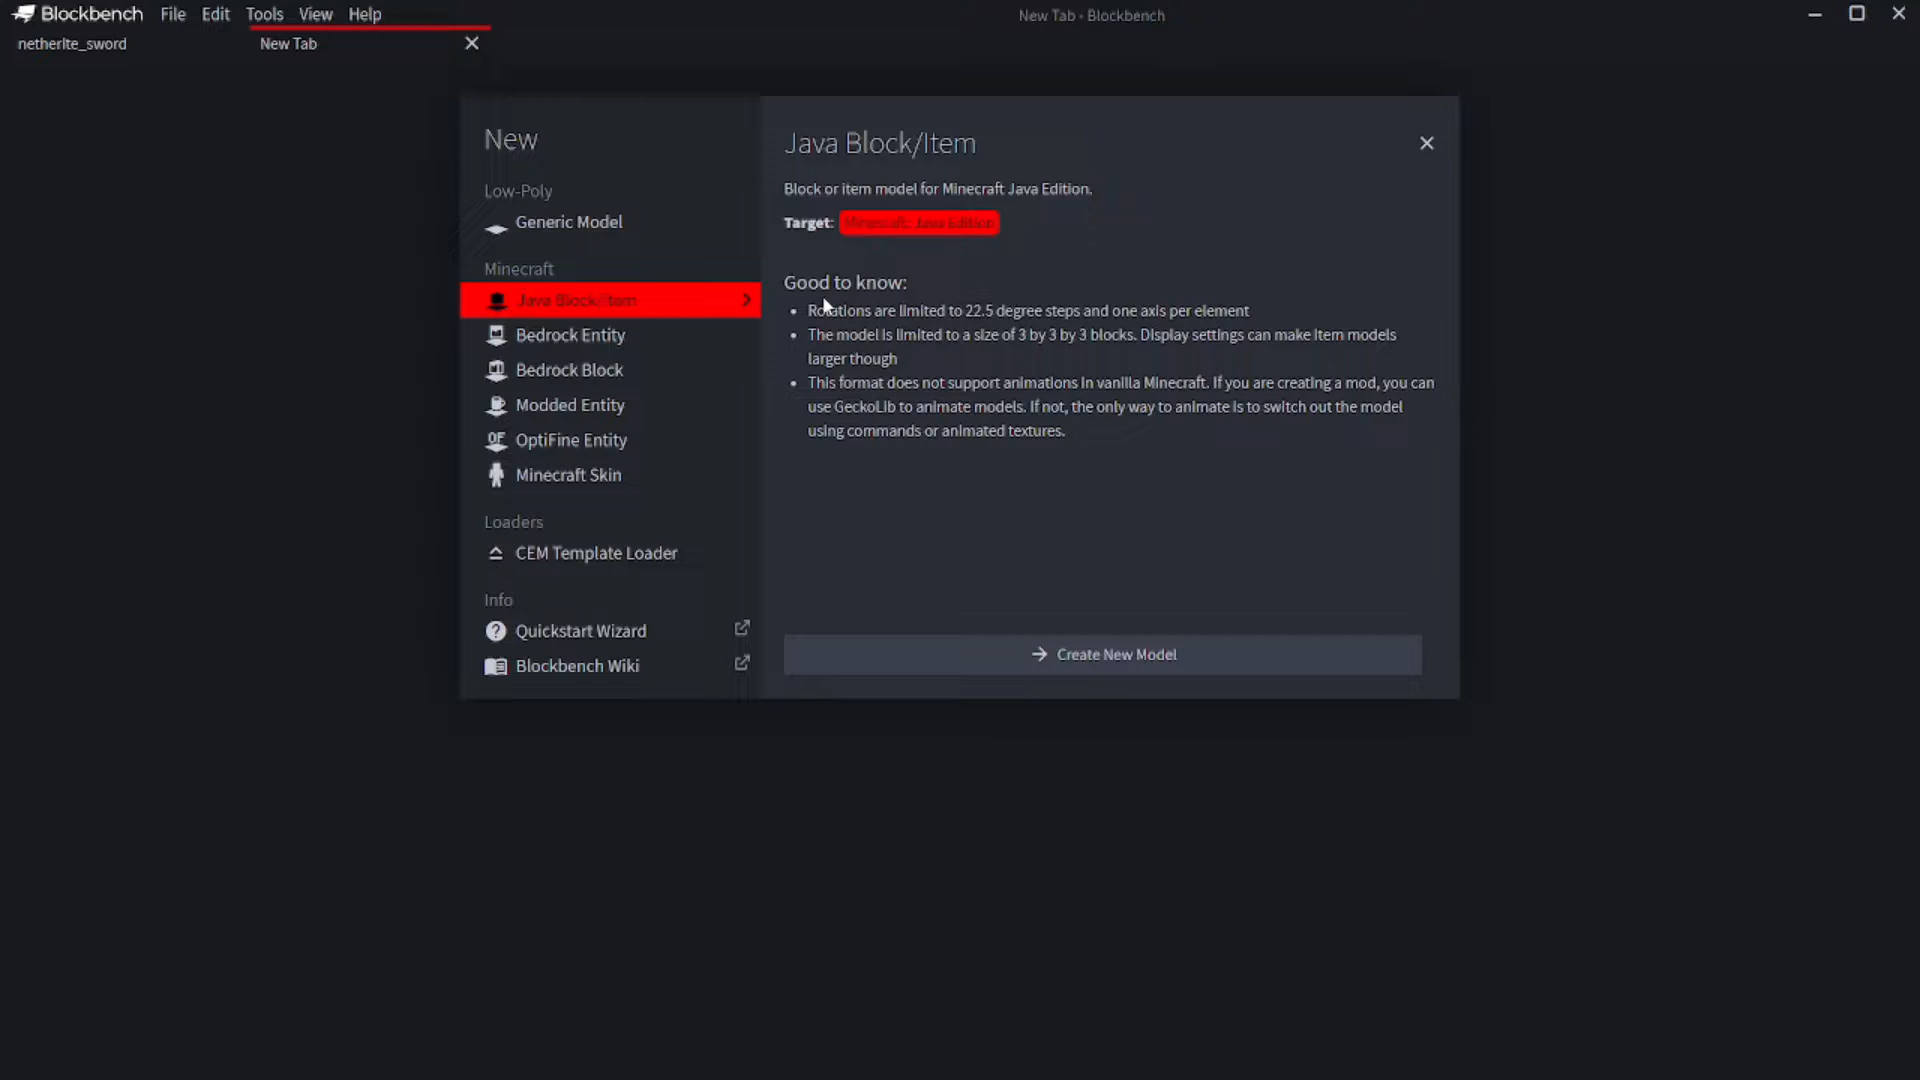 Blockbench File Edit Tools View Help
New Tab - Blockbench
netherite_sword
New Tab
New
Low-Poly
Generic Model
Minecraft
Java Block/Item
Bedrock Entity
Bedrock Block
Modded Entity
OptiFine Entity
Minecraft Skin
Loaders
CEM Template Loader
Info
Quickstart Wizard
Blockbench Wiki
Java Block/Item
Block or item model for Minecraft Java Edition.
Target: Minecraft: Java Edition
Good to know:
• Rotations are limited to 22.5 degree steps and one axis per element
• The model is limited to a size of 3 by 3 by 3 blocks. Display settings can make item models
larger though
• This format does not support animations in vanilla Minecraft. If you are creating a mod, you can
use GeckoLib to animate models. If not, the only way to animate is to switch out the model
using commands or animated textures.
Create New Model